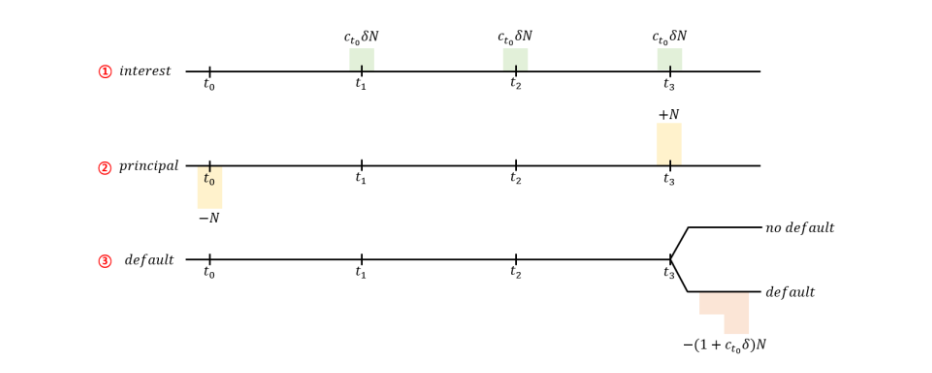 c_{t_0}δN c_{t_0}δN c_{t_0}δN
① interest
t_0 t_1 t_2 t_3
+N
② principal
t_0 t_1 t_2 t_3
−N
no default
③ default
t_0 t_1 t_2 t_3
default
−(1 + c_{t_0}δ)N